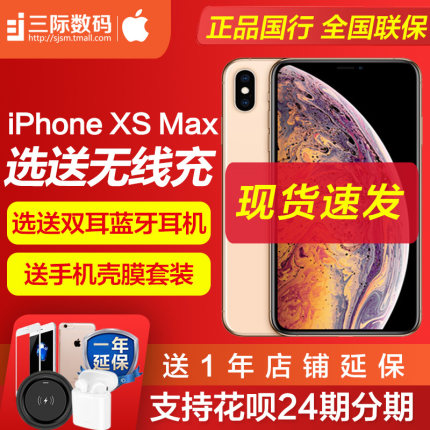 三际数码
http://sjsm.tmall.com
正品国行 全国联保
iPhone XS Max
选送无线充
选送双耳蓝牙耳机
送手机壳膜套装
现货速发
一年
延保
送1年店铺延保
支持花呗24期分期